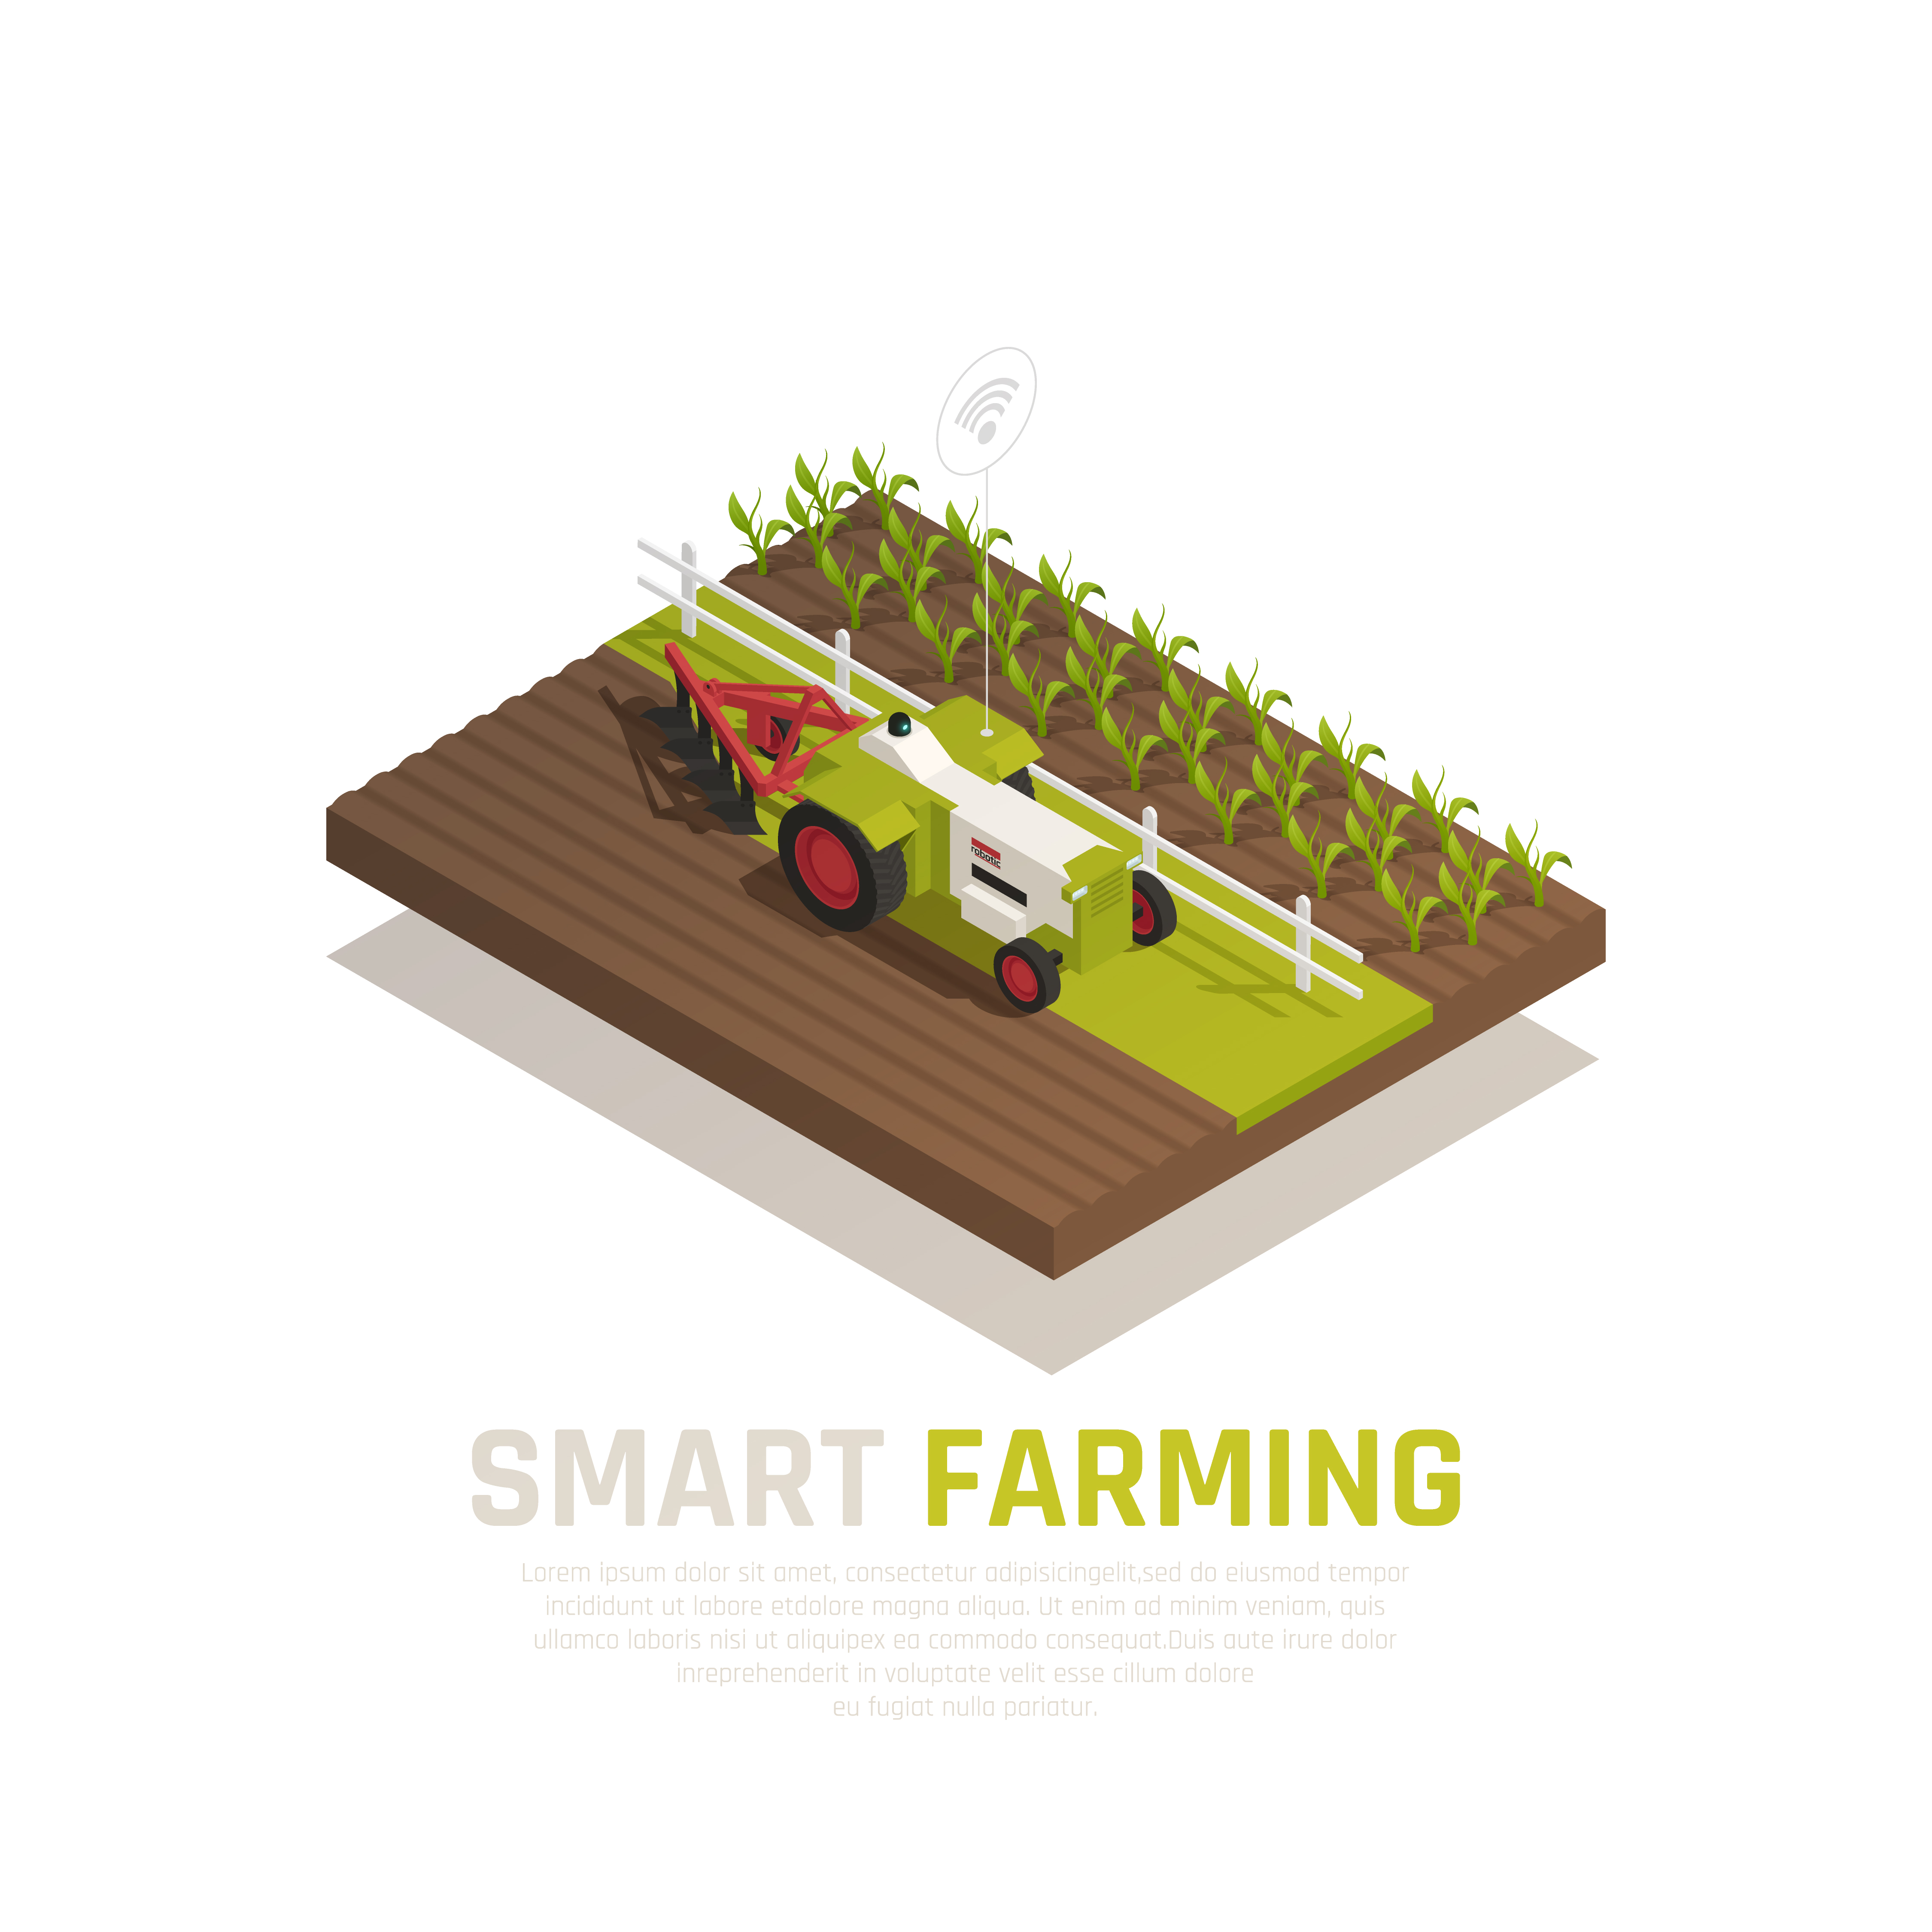 robotic
SMART FARMING
Lorem ipsum dolor sit amet, consectetur adipisicingelit,sed do eiusmod tempor
incididunt ut labore etdolore magna aliqua. Ut enim ad minim veniam, quis
ullamco laboris nisi ut aliquipex ea commodo consequat.Duis aute irure dolor
inreprehenderit in voluptate velit esse cillum dolore
eu fugiat nulla pariatur.